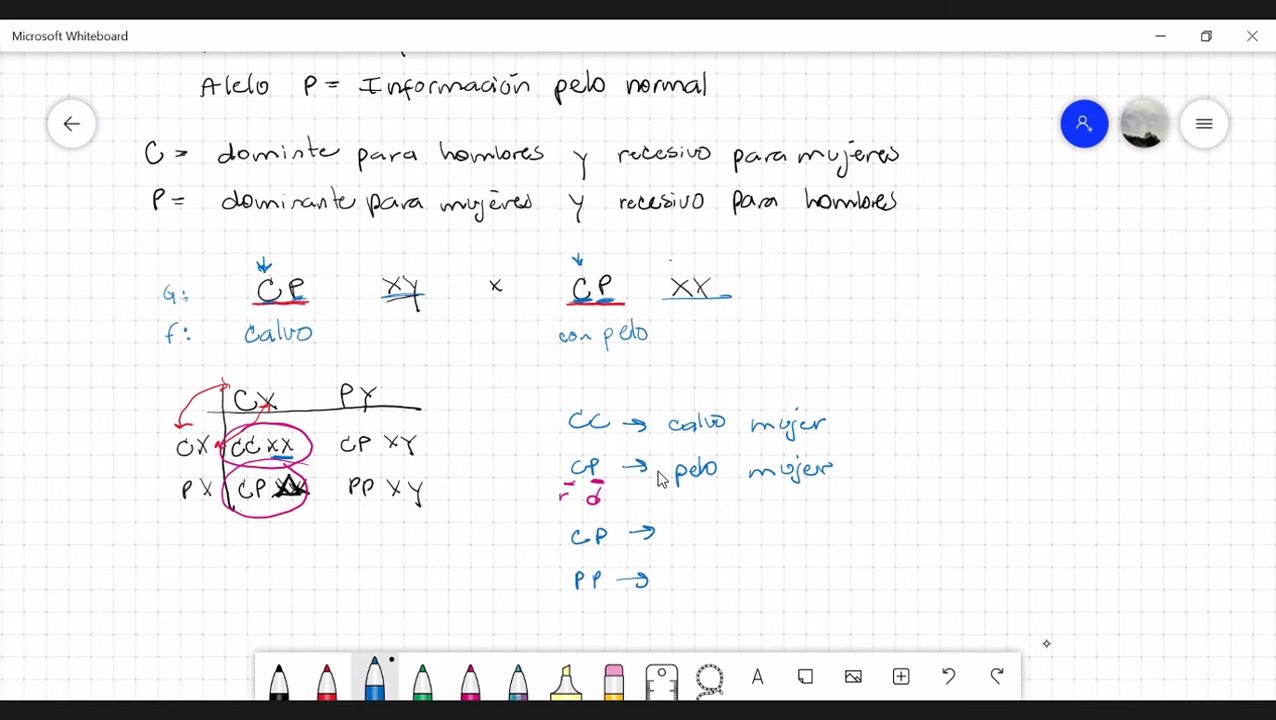 Microsoft Whiteboard
Alelo P = Información pelo normal
C = dominte para hombres y recesivo para mujeres
P = dominante para mujeres y recesivo para hombres
G: CP XY x CP XX
f: calvo con pelo
CX PY
CX CC XX CP XY
PX CP PP XY
CC → calvo mujer
CP → pelo mujer
r d
CP →
PP →
A